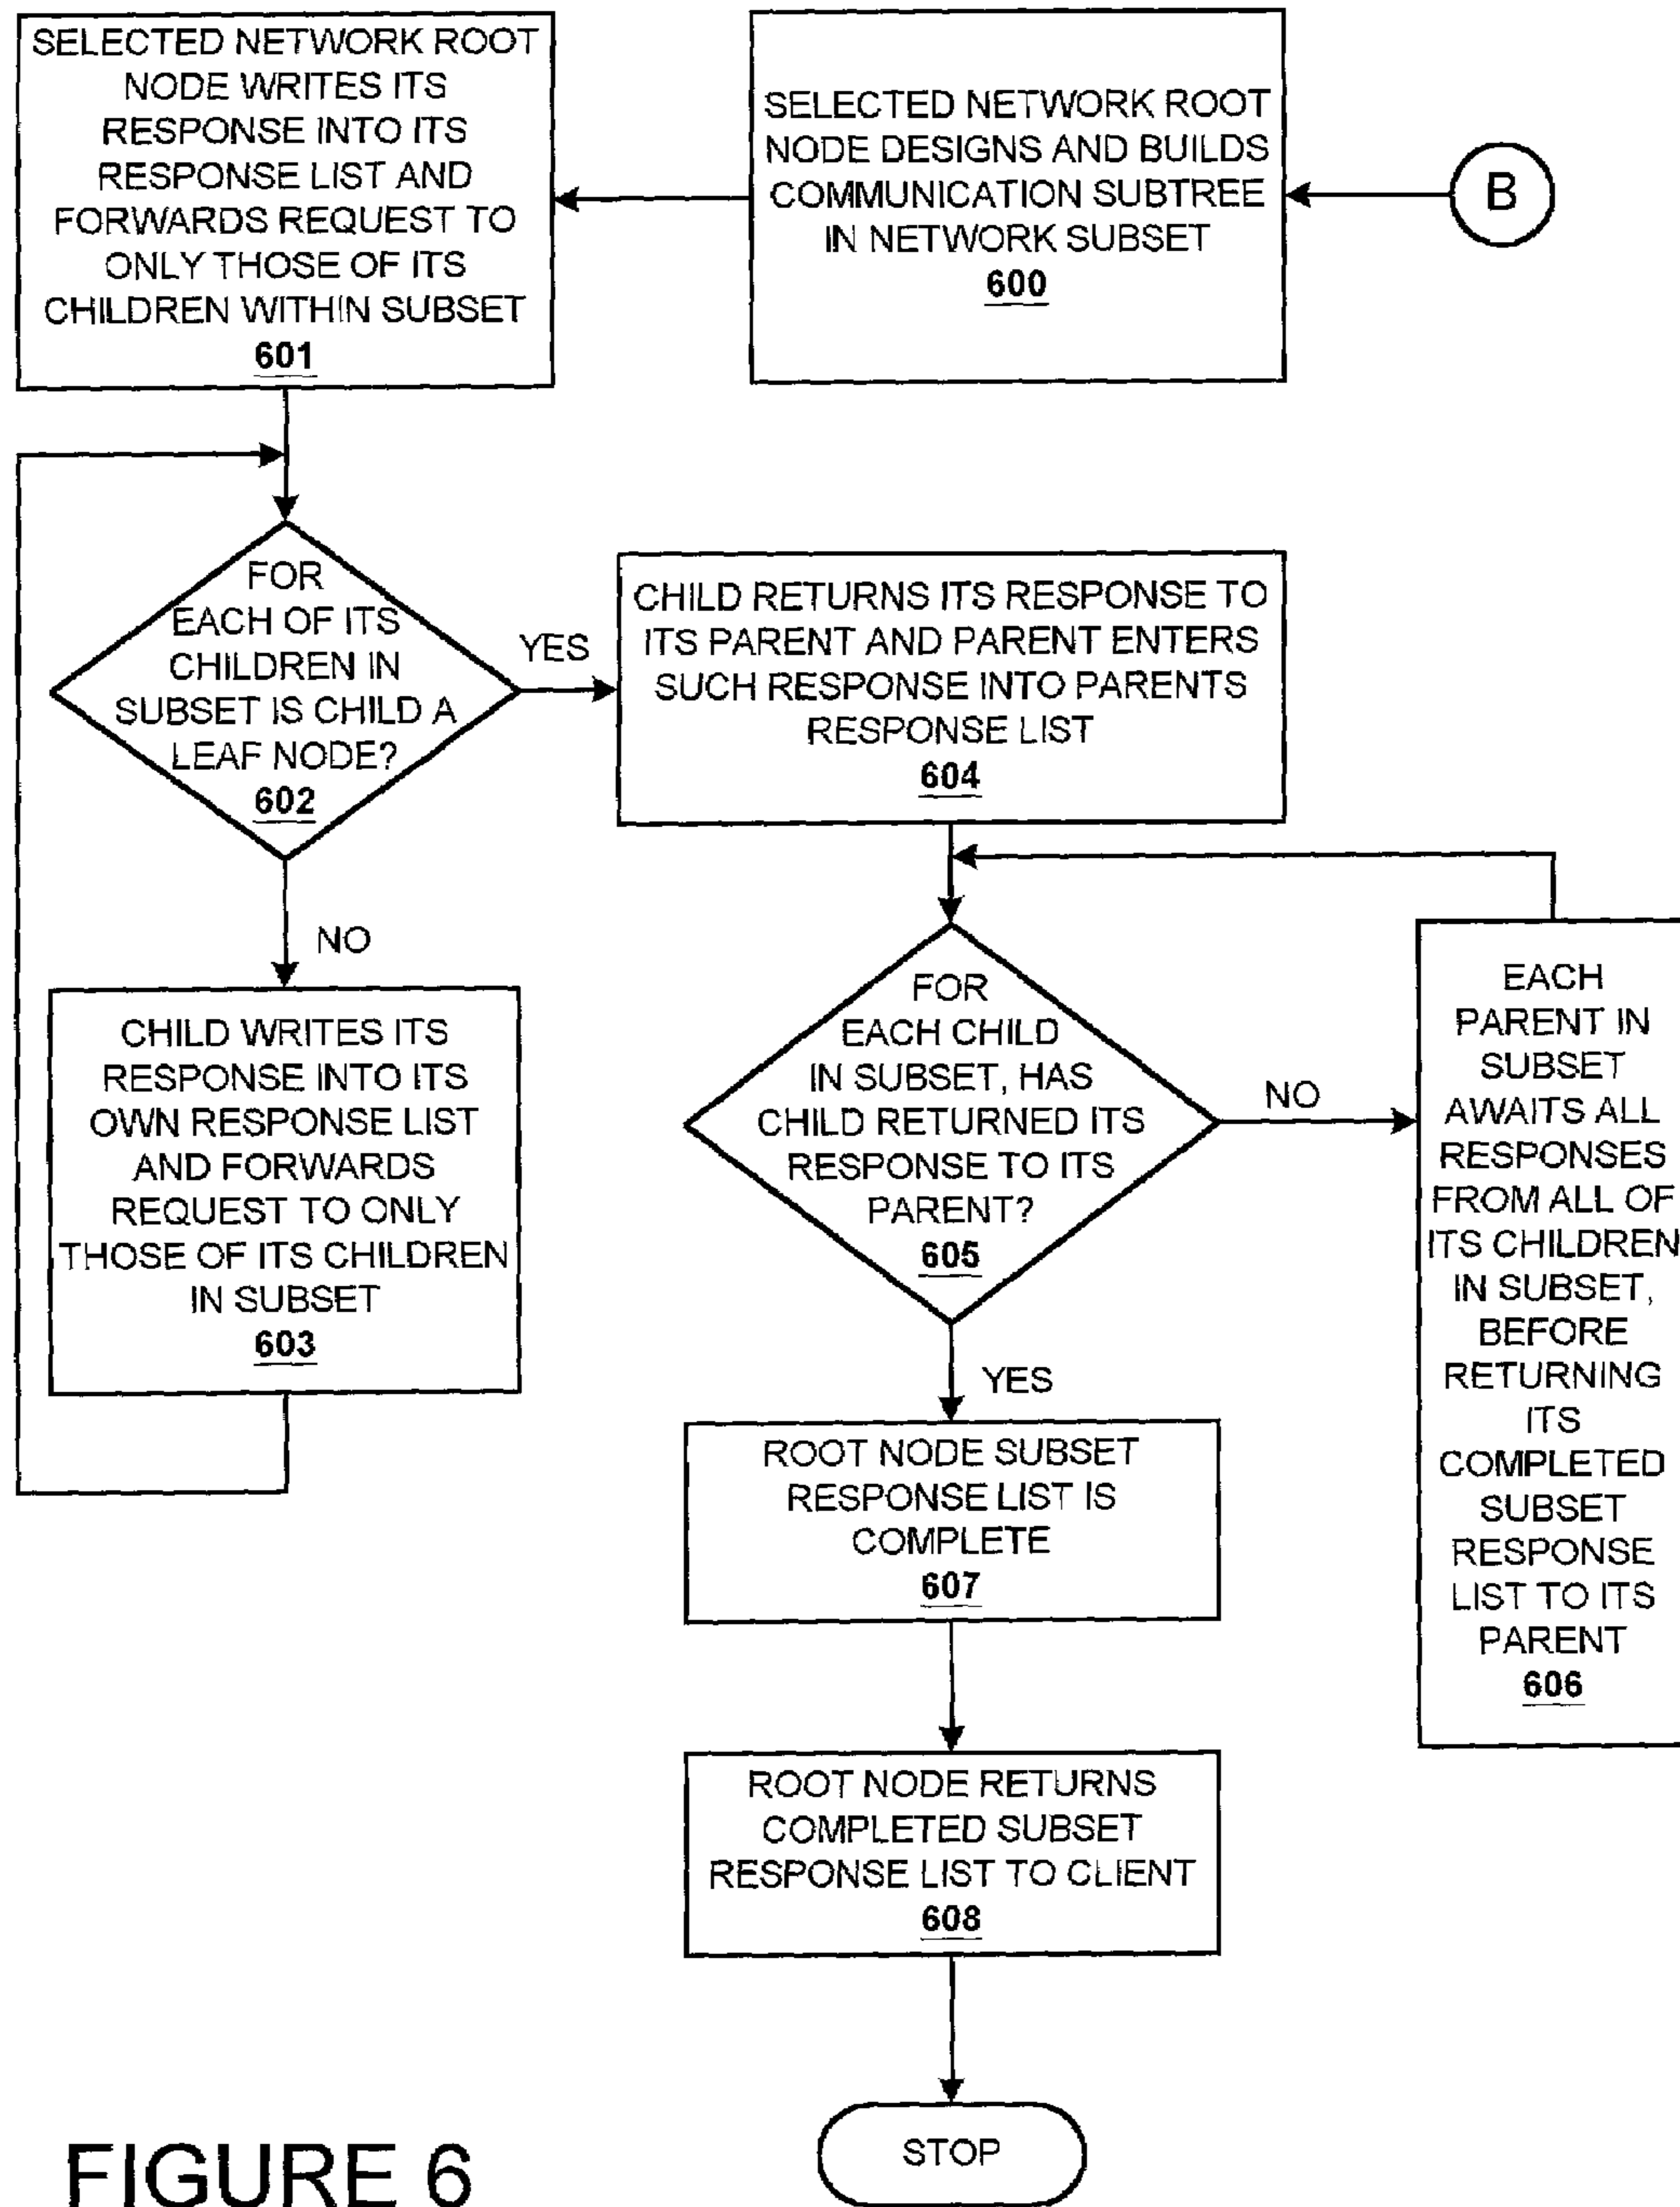 B
SELECTED NETWORK ROOT
NODE DESIGNS AND BUILDS
COMMUNICATION SUBTREE
IN NETWORK SUBSET
600
SELECTED NETWORK ROOT
NODE WRITES ITS
RESPONSE INTO ITS
RESPONSE LIST AND
FORWARDS REQUEST TO
ONLY THOSE OF ITS
CHILDREN WITHIN SUBSET
601
FOR
EACH OF ITS
CHILDREN IN
SUBSET IS CHILD A
LEAF NODE?
602
YES
NO
CHILD WRITES ITS
RESPONSE INTO ITS
OWN RESPONSE LIST
AND FORWARDS
REQUEST TO ONLY
THOSE OF ITS CHILDREN
IN SUBSET
603
CHILD RETURNS ITS RESPONSE TO
ITS PARENT AND PARENT ENTERS
SUCH RESPONSE INTO PARENTS
RESPONSE LIST
604
FOR
EACH CHILD
IN SUBSET, HAS
CHILD RETURNED ITS
RESPONSE TO ITS
PARENT?
605
NO
YES
EACH
PARENT IN
SUBSET
AWAITS ALL
RESPONSES
FROM ALL OF
ITS CHILDREN
IN SUBSET,
BEFORE
RETURNING
ITS
COMPLETED
SUBSET
RESPONSE
LIST TO ITS
PARENT
606
ROOT NODE SUBSET
RESPONSE LIST IS
COMPLETE
607
ROOT NODE RETURNS
COMPLETED SUBSET
RESPONSE LIST TO CLIENT
608
STOP
FIGURE 6